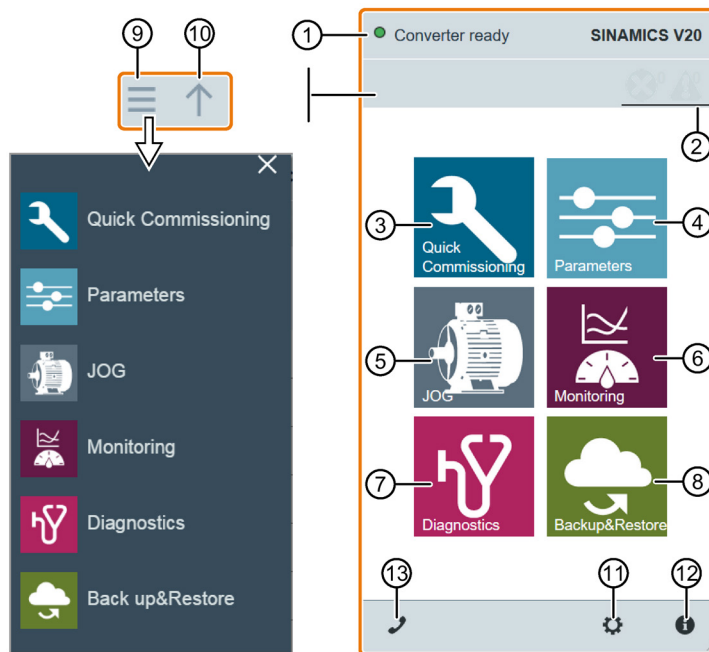 9
10
1
Converter ready
SINAMICS V20
2
Quick Commissioning
Parameters
JOG
Monitoring
Diagnostics
Back up&Restore
3
Quick
Commissioning
4
Parameters
5
JOG
6
Monitoring
7
Diagnostics
8
Backup&Restore
13
11
12